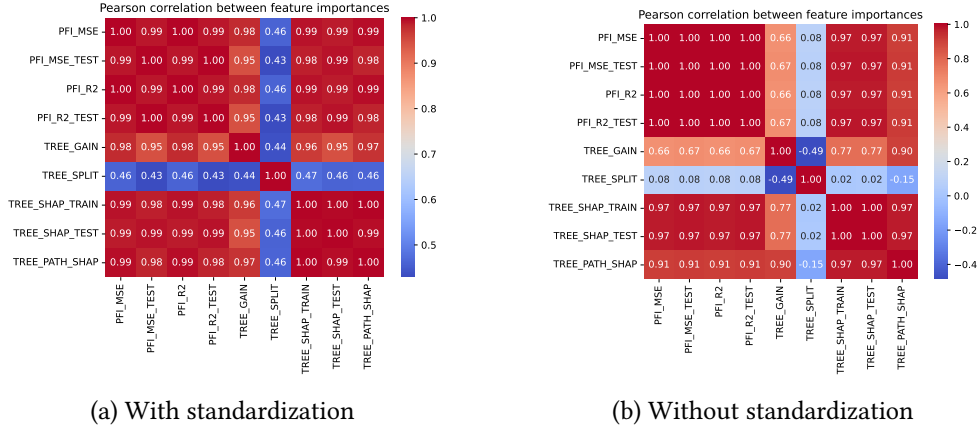 Pearson correlation between feature importances
PFI_MSE 1.00 0.99 1.00 0.99 0.98 0.46 0.99 0.99 0.99
PFI_MSE_TEST 0.99 1.00 0.99 1.00 0.95 0.43 0.98 0.99 0.98
PFI_R2 1.00 0.99 1.00 0.99 0.98 0.46 0.99 0.99 0.99
PFI_R2_TEST 0.99 1.00 0.99 1.00 0.95 0.43 0.98 0.99 0.98
TREE_GAIN 0.98 0.95 0.98 0.95 1.00 0.44 0.96 0.95 0.97
TREE_SPLIT 0.46 0.43 0.46 0.43 0.44 1.00 0.47 0.46 0.46
TREE_SHAP_TRAIN 0.99 0.98 0.99 0.98 0.96 0.47 1.00 1.00 1.00
TREE_SHAP_TEST 0.99 0.99 0.99 0.99 0.95 0.46 1.00 1.00 0.99
TREE_PATH_SHAP 0.99 0.98 0.99 0.98 0.97 0.46 1.00 0.99 1.00
PFI_MSE
PFI_MSE_TEST
PFI_R2
PFI_R2_TEST
TREE_GAIN
TREE_SPLIT
TREE_SHAP_TRAIN
TREE_SHAP_TEST
TREE_PATH_SHAP
1.0
0.9
0.8
0.7
0.6
0.5
(a) With standardization
Pearson correlation between feature importances
PFI_MSE 1.00 1.00 1.00 1.00 0.66 0.08 0.97 0.97 0.91
PFI_MSE_TEST 1.00 1.00 1.00 1.00 0.67 0.08 0.97 0.97 0.91
PFI_R2 1.00 1.00 1.00 1.00 0.66 0.08 0.97 0.97 0.91
PFI_R2_TEST 1.00 1.00 1.00 1.00 0.67 0.08 0.97 0.97 0.91
TREE_GAIN 0.66 0.67 0.66 0.67 1.00 -0.49 0.77 0.77 0.90
TREE_SPLIT 0.08 0.08 0.08 0.08 -0.49 1.00 0.02 0.02 -0.15
TREE_SHAP_TRAIN 0.97 0.97 0.97 0.97 0.77 0.02 1.00 1.00 0.97
TREE_SHAP_TEST 0.97 0.97 0.97 0.97 0.77 0.02 1.00 1.00 0.97
TREE_PATH_SHAP 0.91 0.91 0.91 0.91 0.90 -0.15 0.97 0.97 1.00
PFI_MSE
PFI_MSE_TEST
PFI_R2
PFI_R2_TEST
TREE_GAIN
TREE_SPLIT
TREE_SHAP_TRAIN
TREE_SHAP_TEST
TREE_PATH_SHAP
1.0
0.8
0.6
0.4
0.2
0.0
−0.2
−0.4
(b) Without standardization